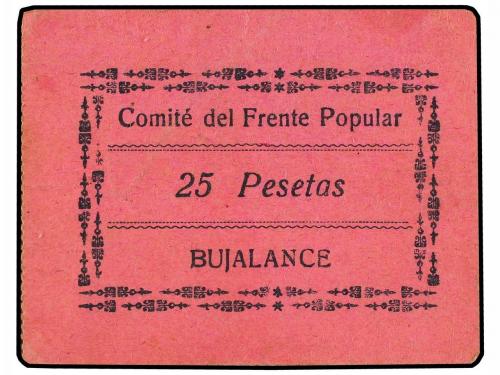 Comité del Frente Popular
25 Pesetas
BUJALANCE